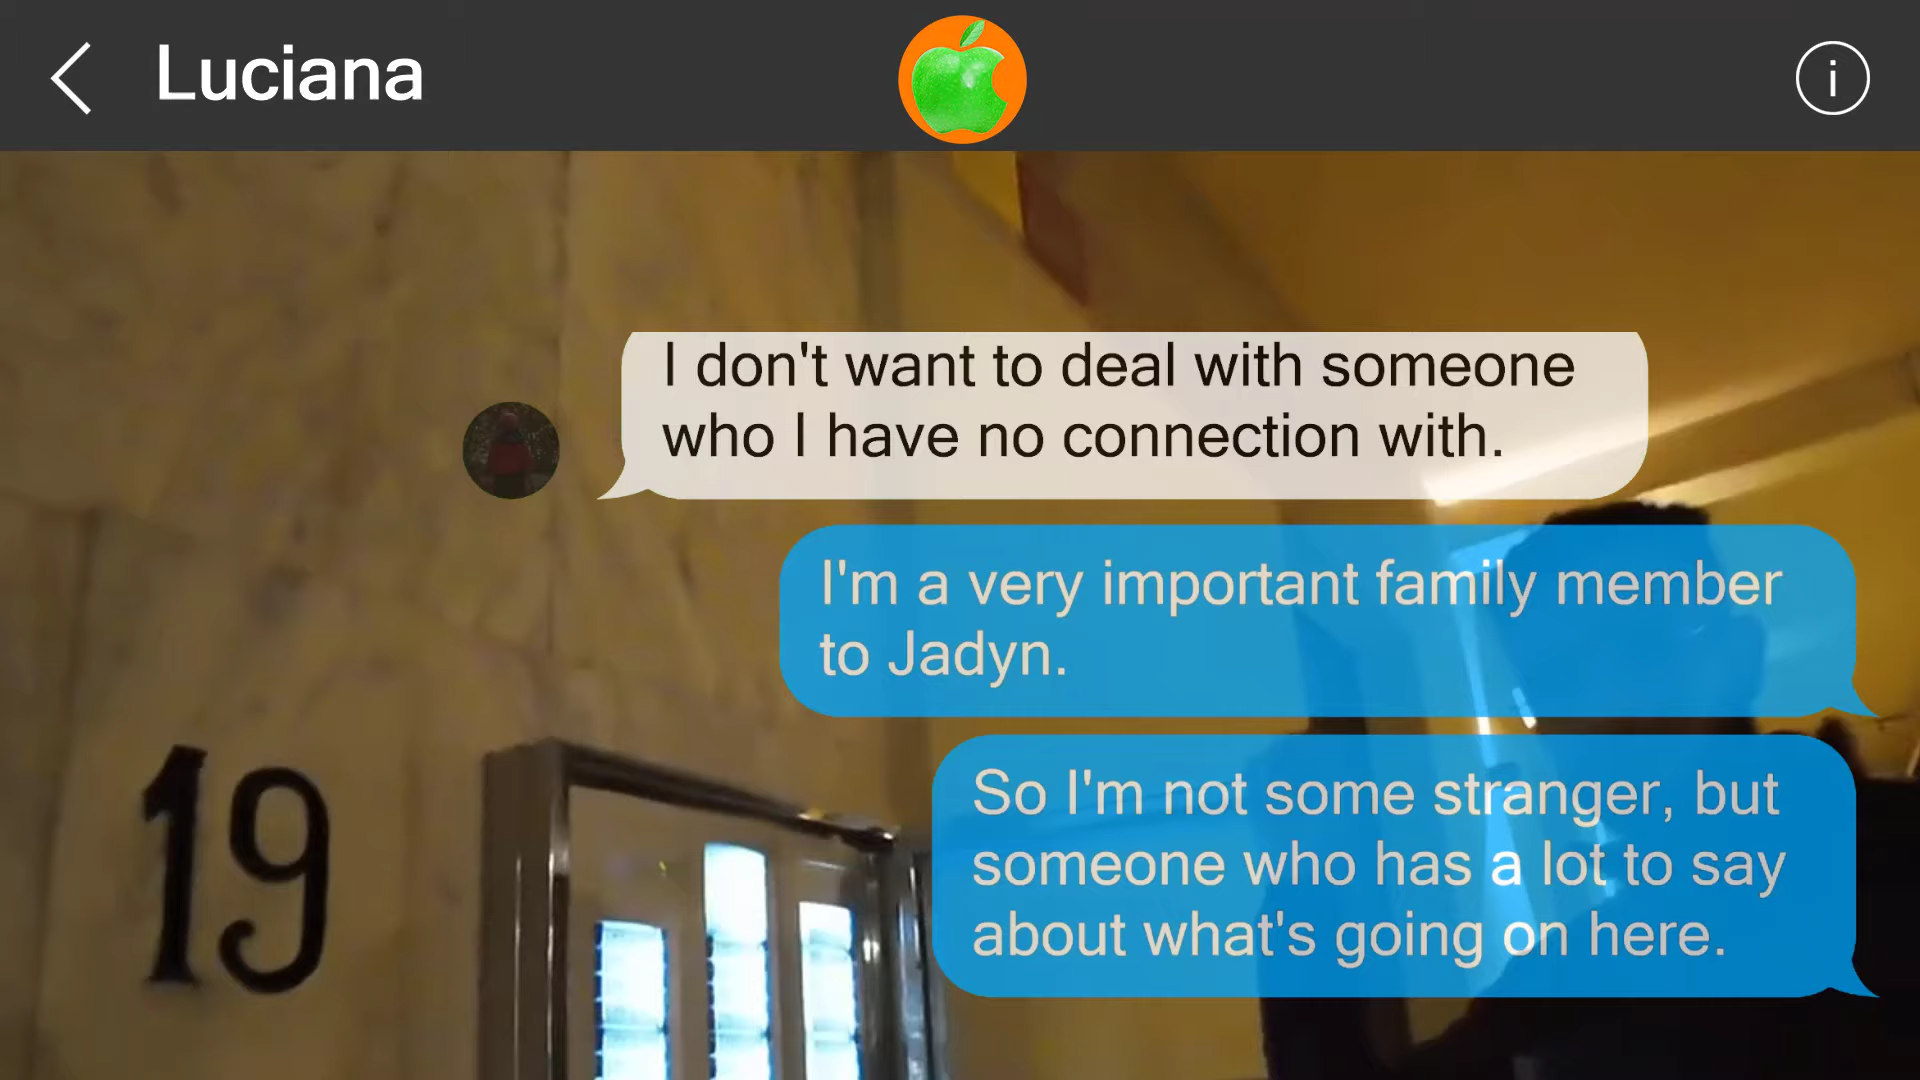 Luciana
i
I don't want to deal with someone
who I have no connection with.
I'm a very important family member
to Jadyn.
So I'm not some stranger, but
someone who has a lot to say
about what's going on here.
19